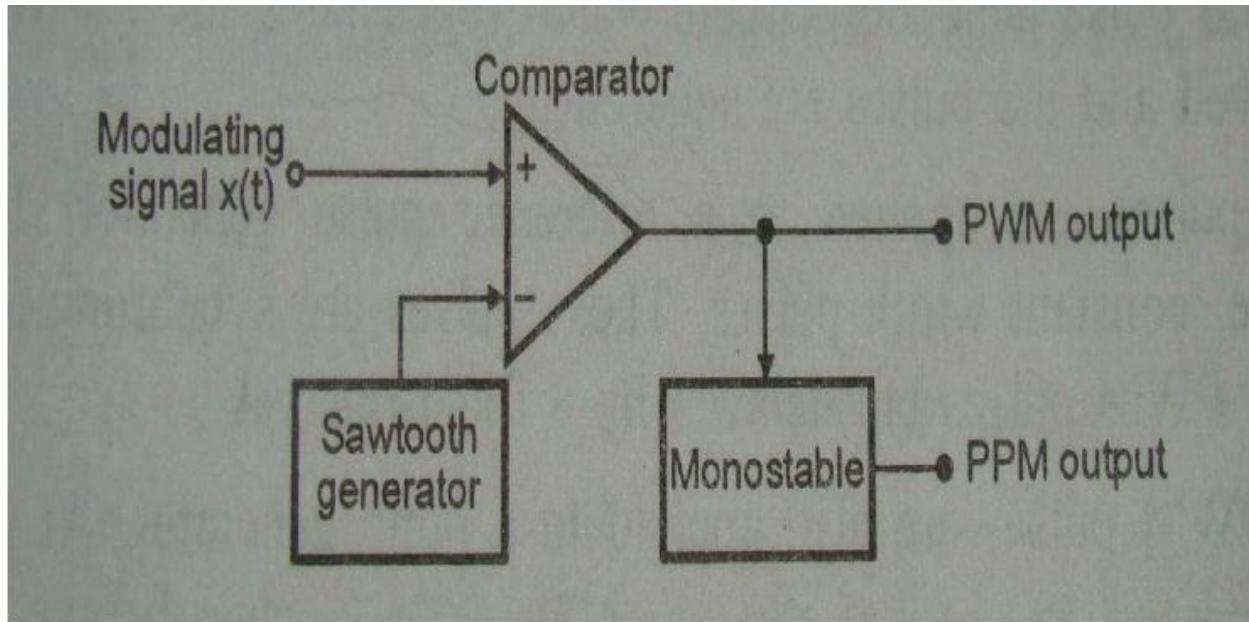 Comparator
Modulating
signal x(t)
+
PWM output
−
Sawtooth
generator
Monostable
PPM output